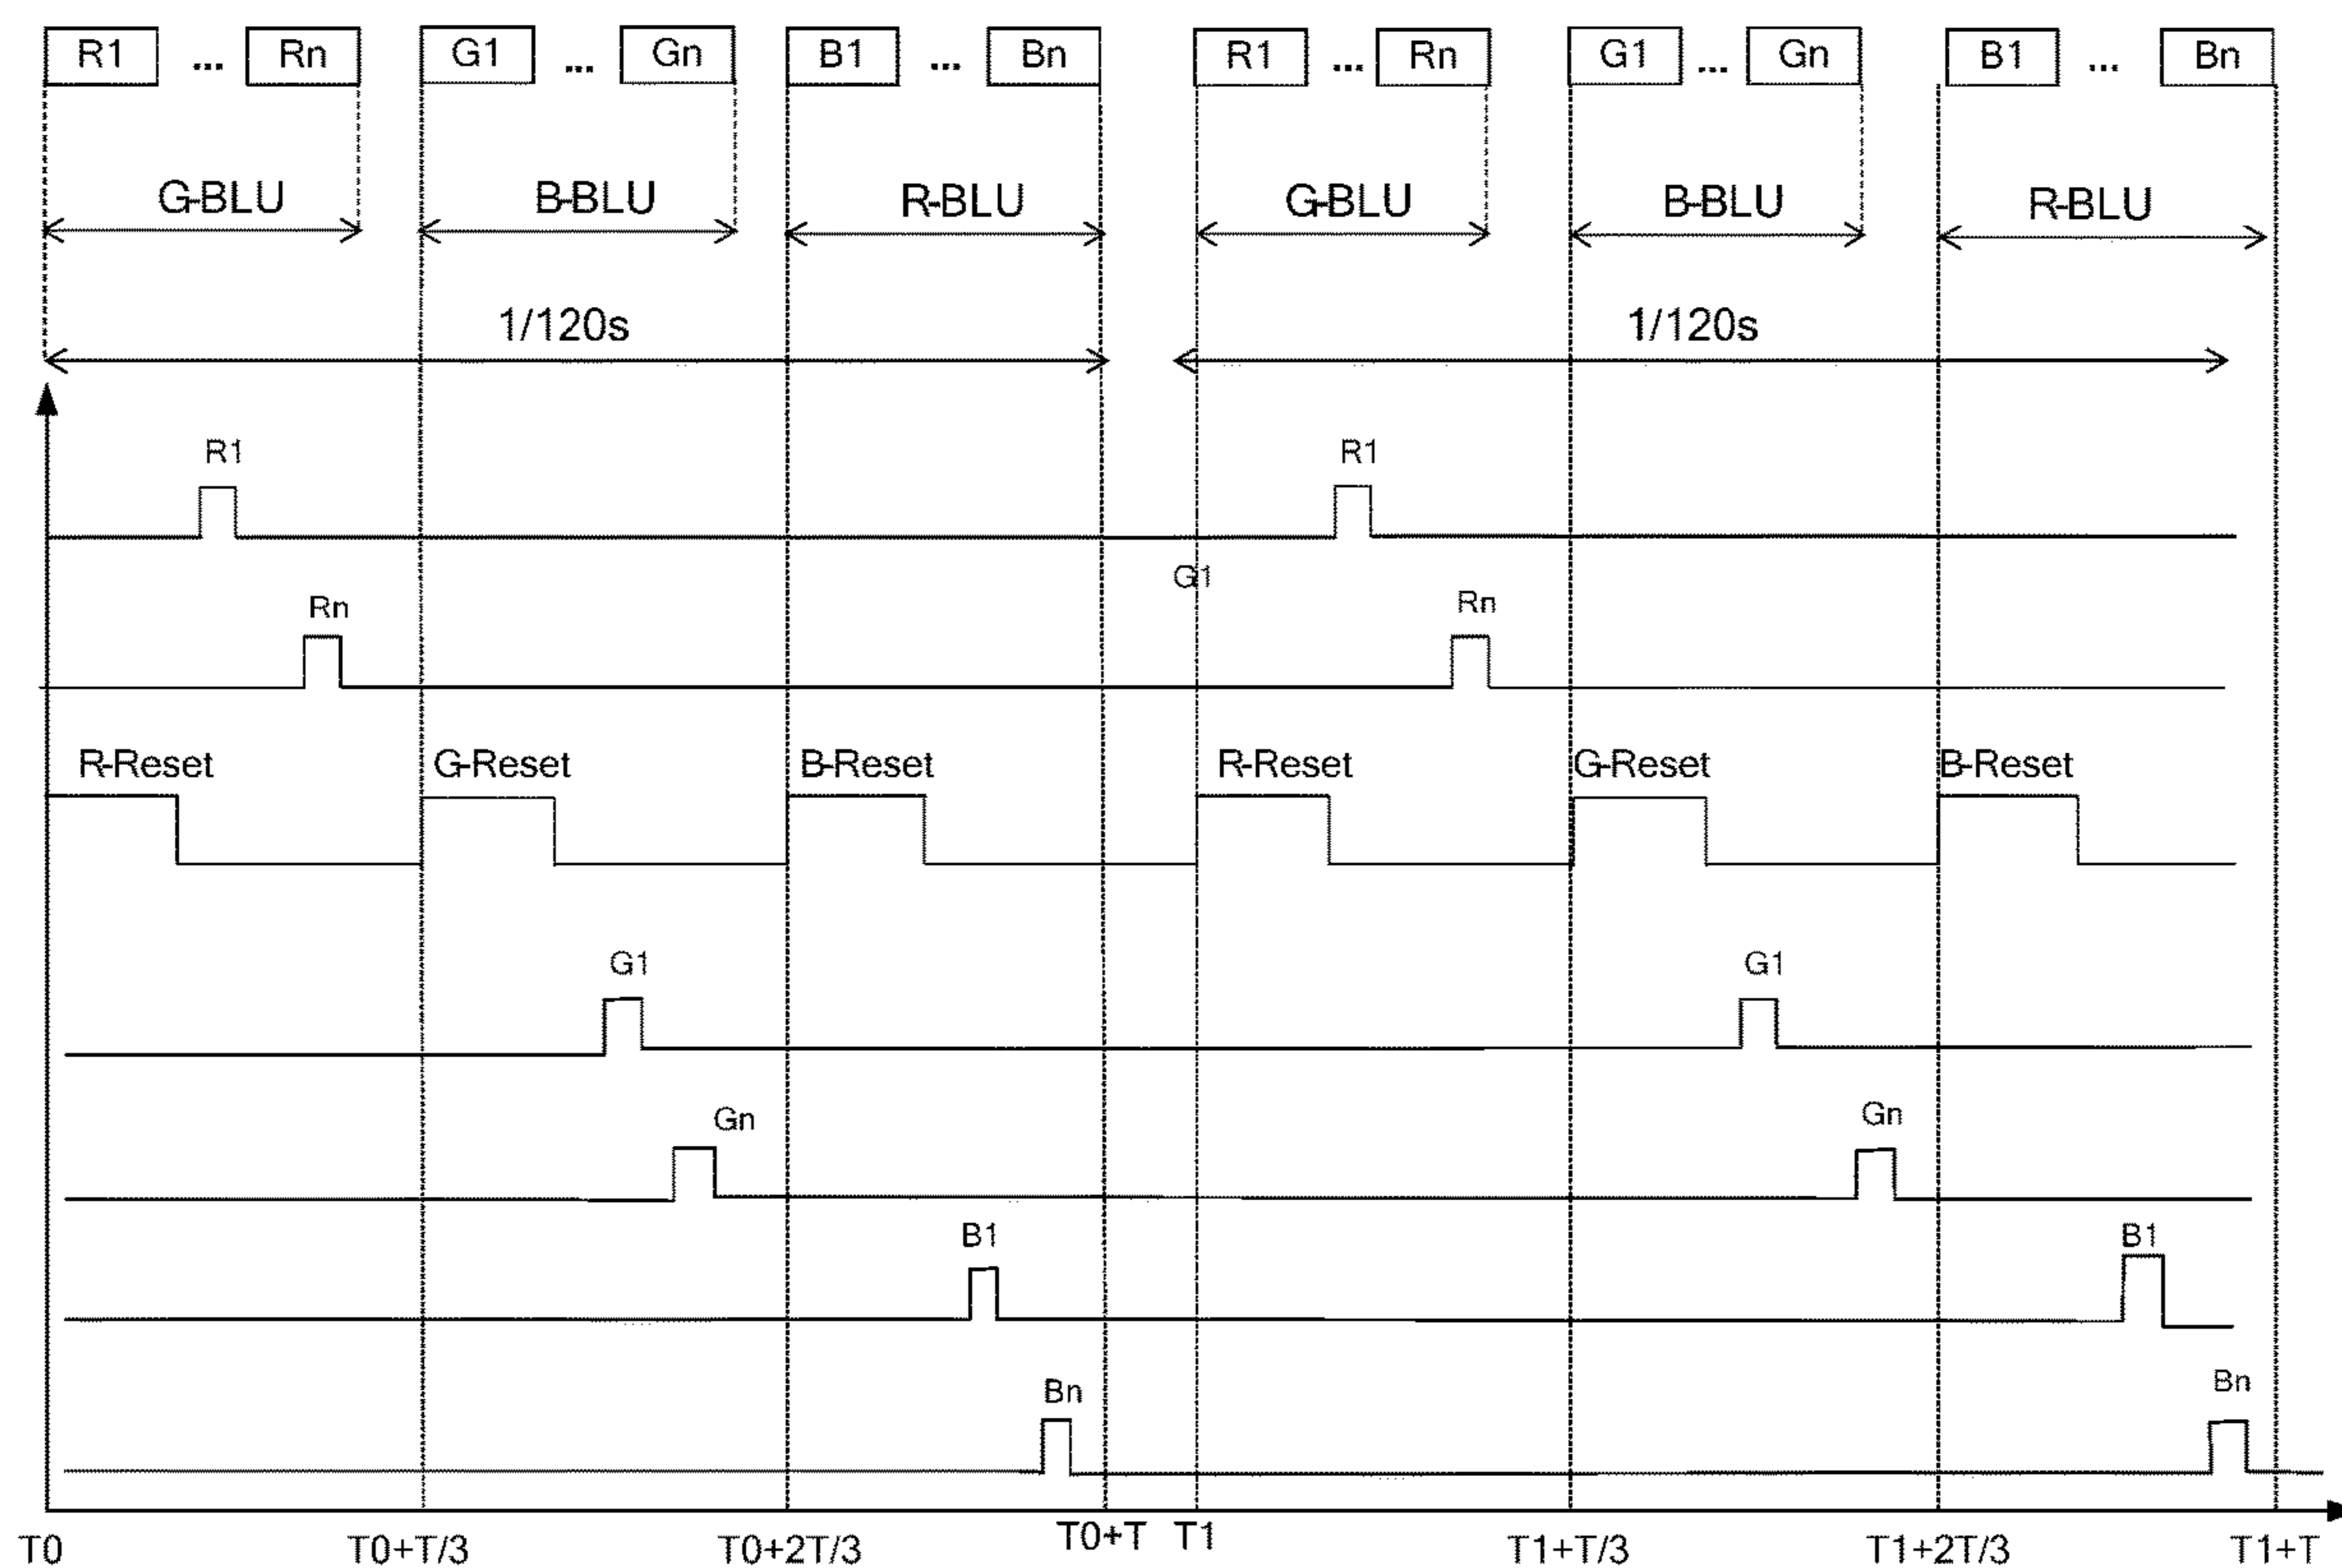 R1 ... Rn G1 ... Gn B1 ... Bn R1 ... Rn G1 ... Gn B1 ... Bn
G-BLU B-BLU R-BLU G-BLU B-BLU R-BLU
1/120s 1/120s
R1 R1
G1
Rn Rn
R-Reset G-Reset B-Reset R-Reset G-Reset B-Reset
G1 G1
Gn Gn
B1 B1
Bn Bn
T0 T0+T/3 T0+2T/3 T0+T T1 T1+T/3 T1+2T/3 T1+T